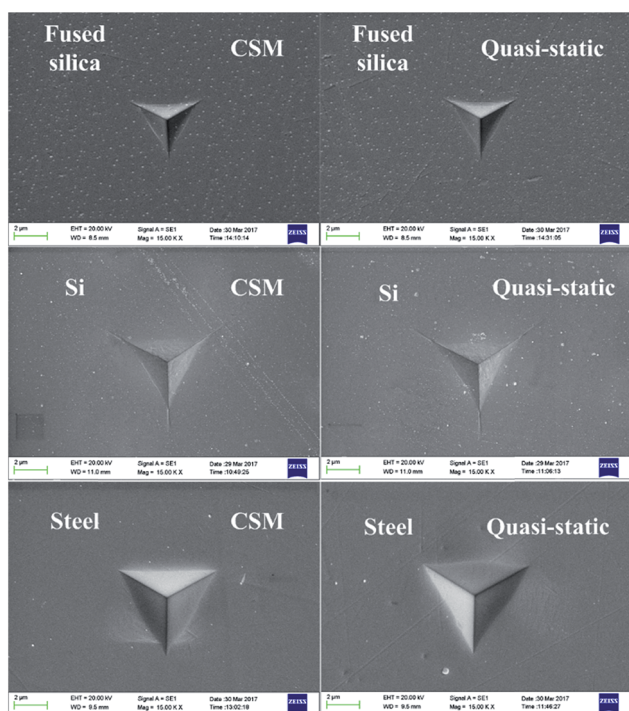 Fused
silica
CSM
2 µm
EHT = 20.00 kV
WD = 8.5 mm
Signal A = SE1
Mag = 15.00 K X
Date :30 Mar 2017
Time :14:10:14
ZEISS
Fused
silica
Quasi-static
2 µm
EHT = 20.00 kV
WD = 8.5 mm
Signal A = SE1
Mag = 15.00 K X
Date :30 Mar 2017
Time :14:31:05
ZEISS
Si
CSM
2 µm
EHT = 20.00 kV
WD = 11.0 mm
Signal A = SE1
Mag = 15.00 K X
Date :29 Mar 2017
Time :10:49:25
ZEISS
Si
Quasi-static
2 µm
EHT = 20.00 kV
WD = 11.0 mm
Signal A = SE1
Mag = 15.00 K X
Date :29 Mar 2017
Time :11:06:13
ZEISS
Steel
CSM
2 µm
EHT = 20.00 kV
WD = 9.5 mm
Signal A = SE1
Mag = 15.00 K X
Date :30 Mar 2017
Time :13:02:18
ZEISS
Steel
Quasi-static
2 µm
EHT = 20.00 kV
WD = 9.5 mm
Signal A = SE1
Mag = 15.00 K X
Date :30 Mar 2017
Time :11:46:27
ZEISS